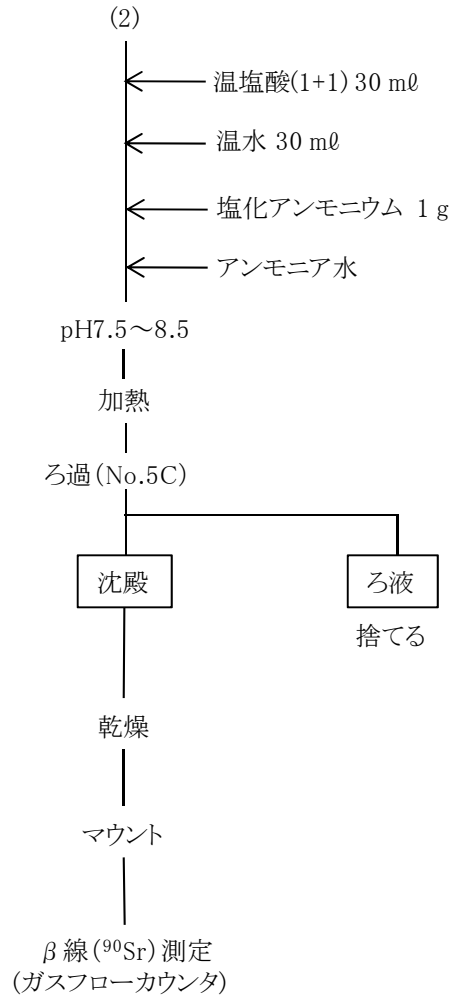 (2)
温塩酸(1+1) 30 mℓ
温水 30 mℓ
塩化アンモニウム 1 g
アンモニア水
pH7.5～8.5
加熱
ろ過(No.5C)
沈殿
ろ液
捨てる
乾燥
マウント
β線(⁹⁰Sr)測定
(ガスフローカウンタ)